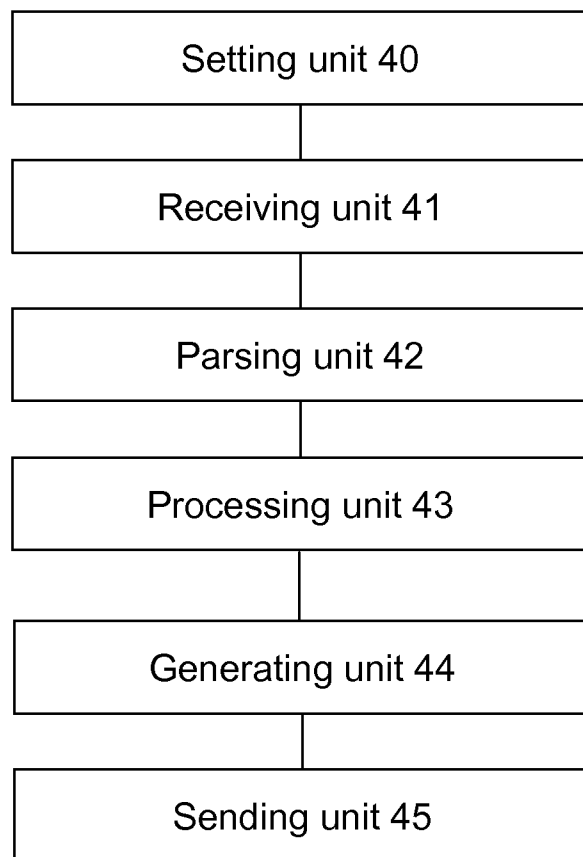 Setting unit 40
Receiving unit 41
Parsing unit 42
Processing unit 43
Generating unit 44
Sending unit 45